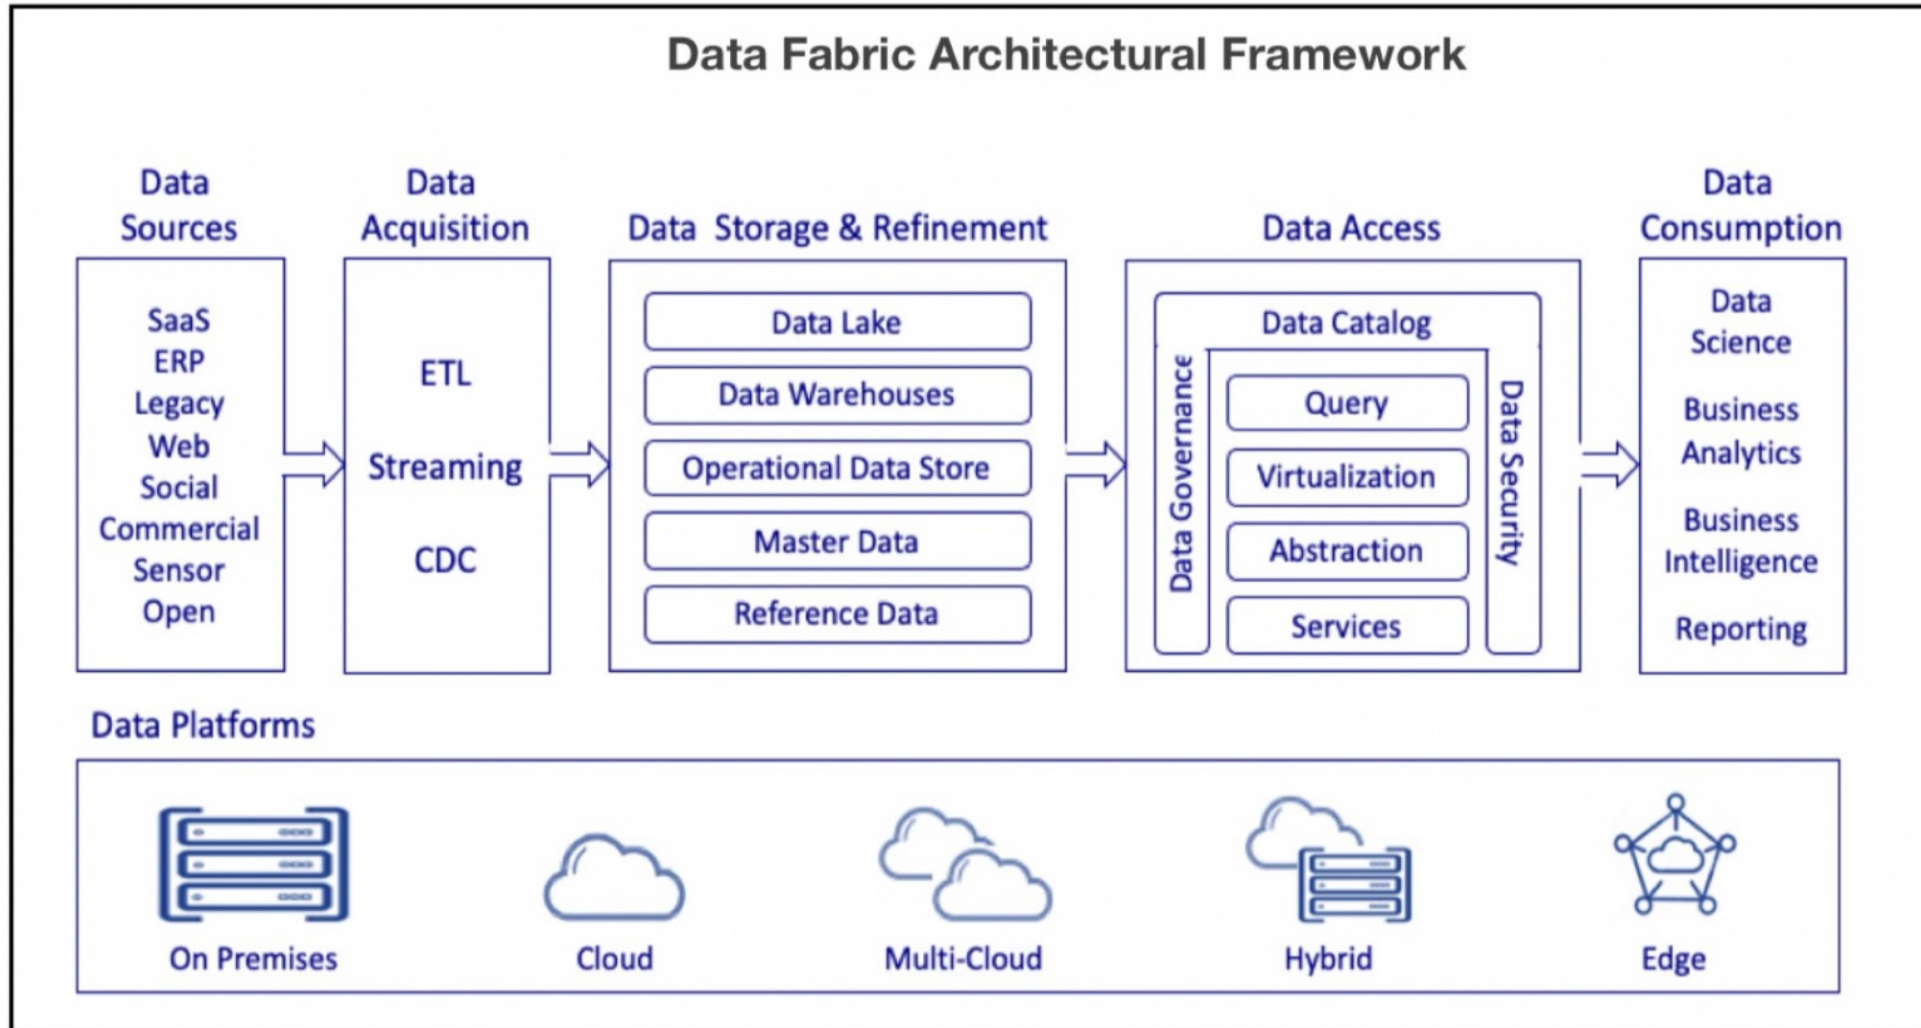 Data Fabric Architectural Framework
Data
Sources
SaaS
ERP
Legacy
Web
Social
Commercial
Sensor
Open
Data
Acquisition
ETL
Streaming
CDC
Data Storage & Refinement
Data Lake
Data Warehouses
Operational Data Store
Master Data
Reference Data
Data Access
Data Catalog
Data Governance
Query
Virtualization
Abstraction
Services
Data Security
Data
Consumption
Data
Science
Business
Analytics
Business
Intelligence
Reporting
Data Platforms
On Premises
Cloud
Multi-Cloud
Hybrid
Edge